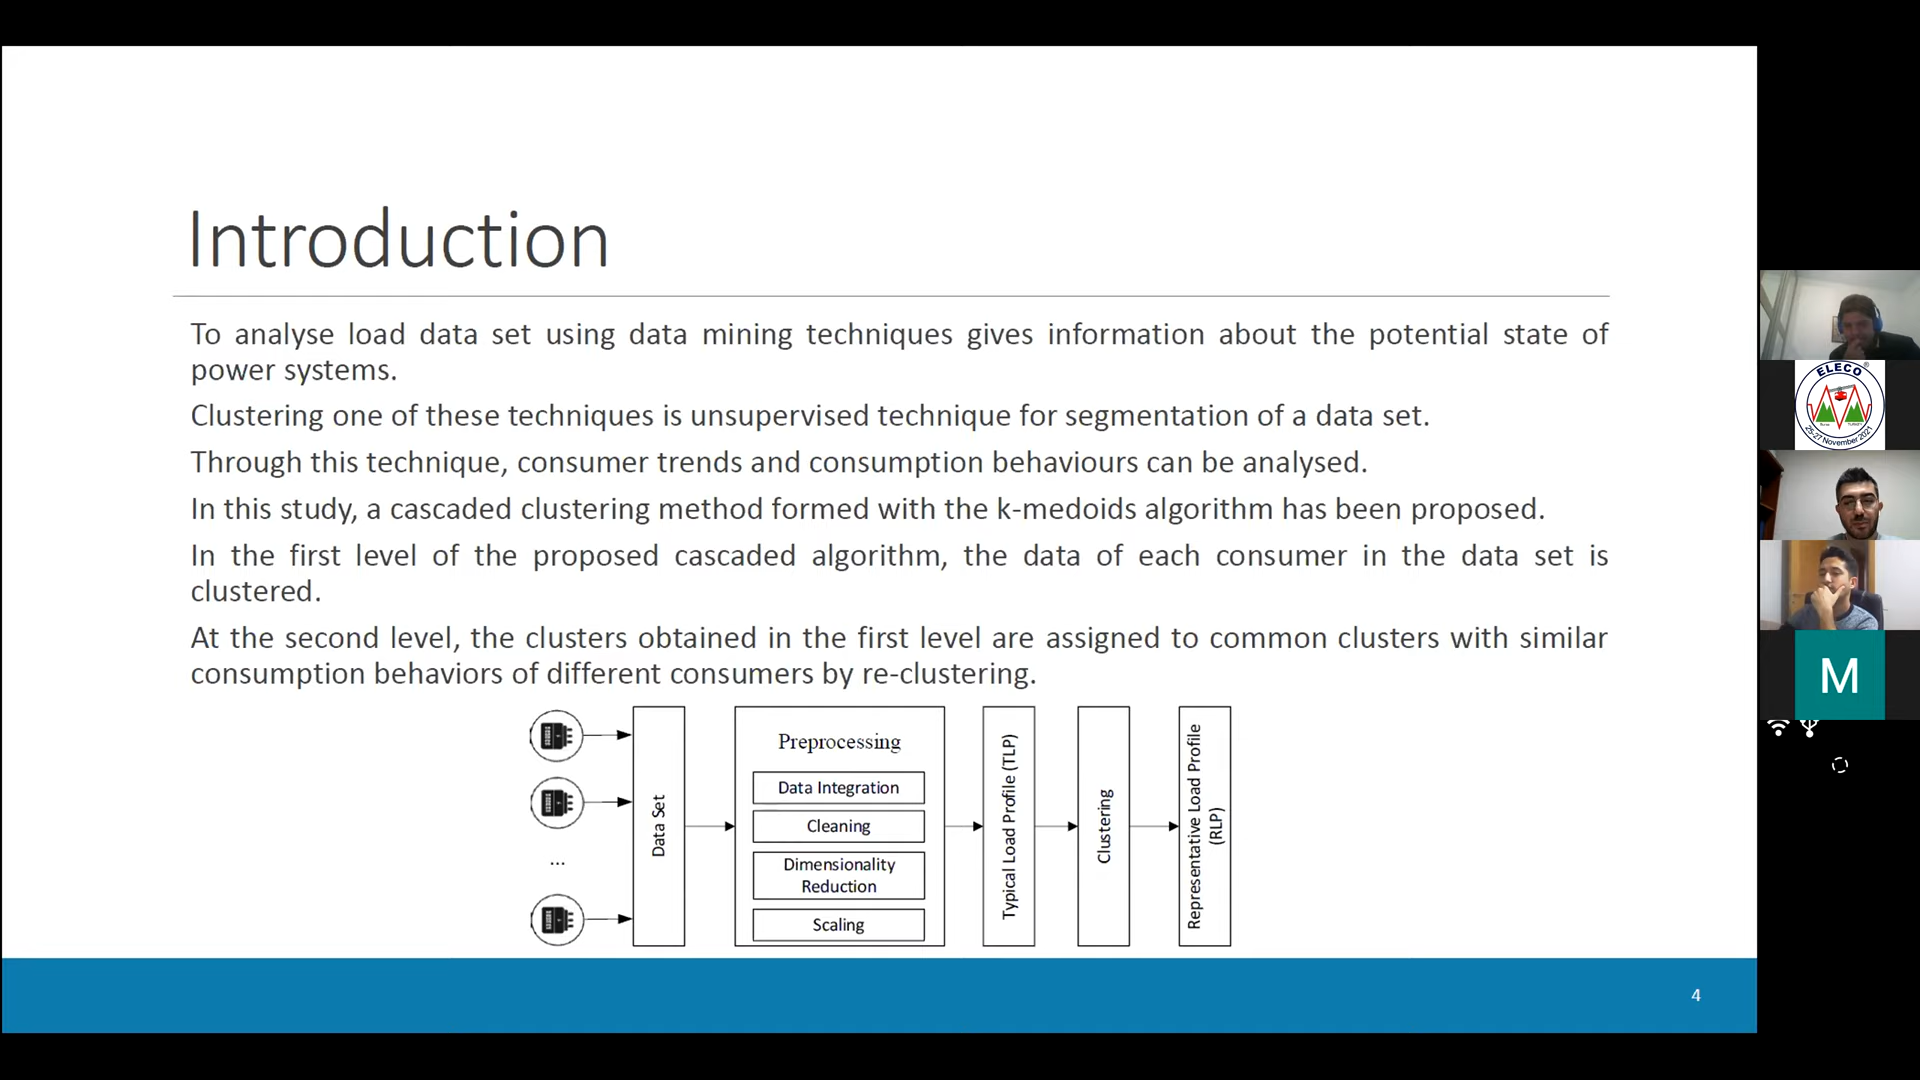 Introduction
To analyse load data set using data mining techniques gives information about the potential state of
power systems.
Clustering one of these techniques is unsupervised technique for segmentation of a data set.
Through this technique, consumer trends and consumption behaviours can be analysed.
In this study, a cascaded clustering method formed with the k-medoids algorithm has been proposed.
In the first level of the proposed cascaded algorithm, the data of each consumer in the data set is
clustered.
At the second level, the clusters obtained in the first level are assigned to common clusters with similar
consumption behaviors of different consumers by re-clustering.
...
Data Set
Preprocessing
Data Integration
Cleaning
Dimensionality
Reduction
Scaling
Typical Load Profile (TLP)
Clustering
Representative Load Profile
(RLP)
4
ELECO
®
25-27 November 2021
M